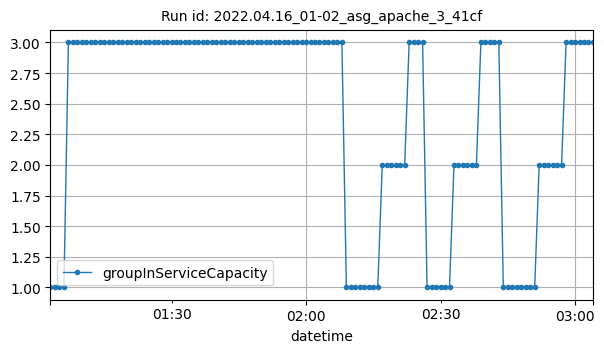 Run id: 2022.04.16_01-02_asg_apache_3_41cf
3.00
2.75
2.50
2.25
2.00
1.75
1.50
1.25
1.00
groupInServiceCapacity
01:30 02:00 02:30 03:00
datetime